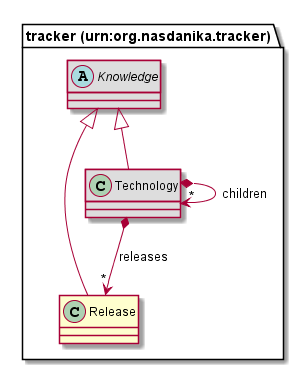 tracker (urn:org.nasdanika.tracker)
A Knowledge
C Technology
* children
releases
*
C Release